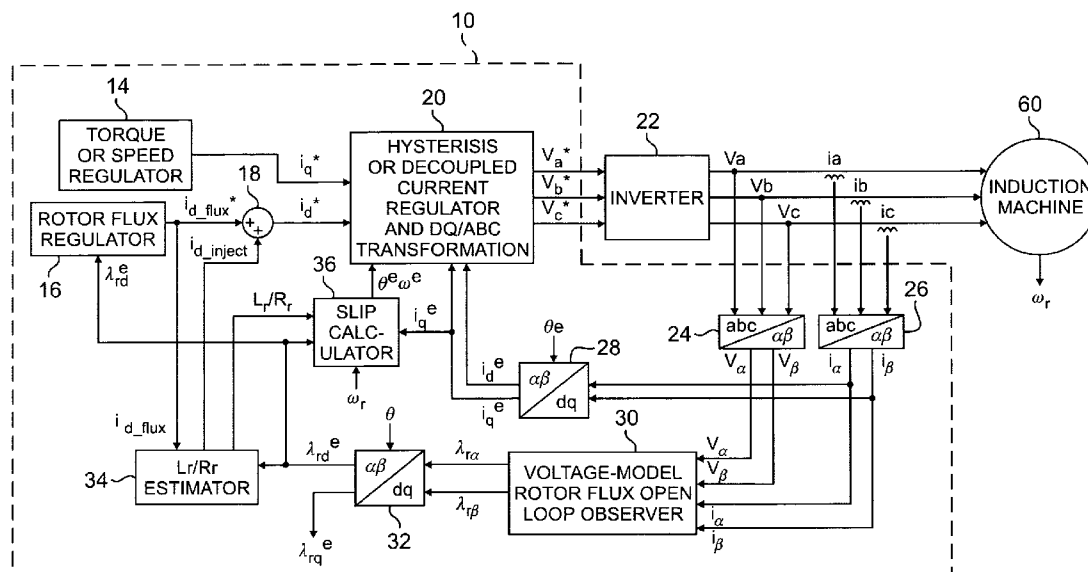 10
14
TORQUE
OR SPEED
REGULATOR
i_q*
18
i_d_flux*
+
+
i_d*
i_d_inject
ROTOR FLUX
REGULATOR
16
λ_rd^e
20
HYSTERISIS
OR DECOUPLED
CURRENT
REGULATOR
AND DQ/ABC
TRANSFORMATION
V_a*
V_b*
V_c*
22
INVERTER
Va
Vb
Vc
ia
ib
ic
60
INDUCTION
MACHINE
ω_r
24
abc
αβ
V_α
V_β
26
abc
αβ
i_α
i_β
L_r/R_r
36
θ^e ω^e
SLIP
CALC-
ULATOR
ω_r
i_q^e
i_d^e
i_q^e
θe
28
αβ
dq
i_d_flux
34
Lr/Rr
ESTIMATOR
λ_rd^e
θ
αβ
dq
32
λ_rq^e
λ_rα
λ_rβ
30
VOLTAGE-MODEL
ROTOR FLUX OPEN
LOOP OBSERVER
V_α
V_β
i_α
i_β